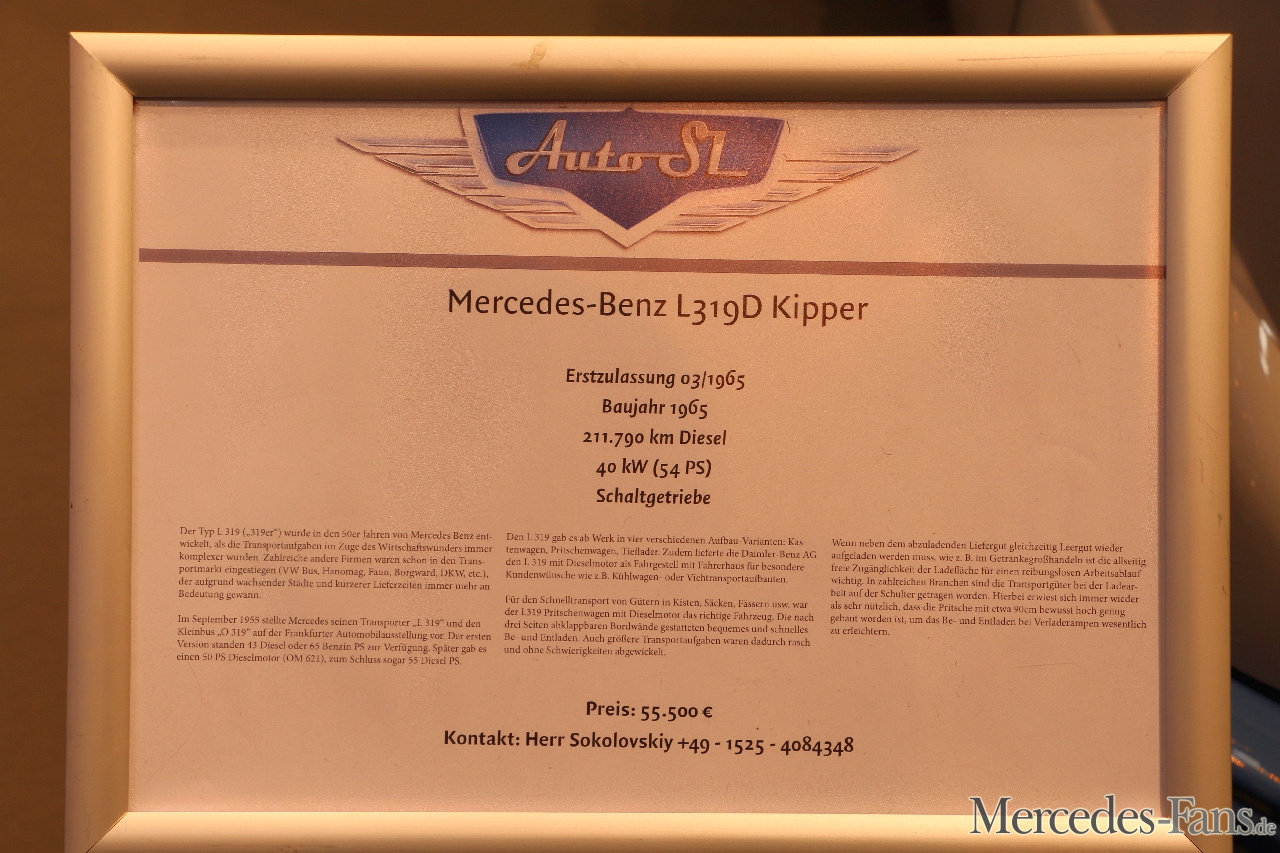 Auto SL
Mercedes-Benz L319D Kipper
Erstzulassung 03/1965
Baujahr 1965
211.790 km Diesel
40 kW (54 PS)
Schaltgetriebe
Der Typ L 319 („319er“) wurde in den 50er Jahren von Mercedes Benz ent-
wickelt, als die Transportaufgaben im Zuge des Wirtschaftswunders immer
komplexer wurden. Zahlreiche andere Firmen waren schon in den Trans-
portmarkt eingestiegen (VW Bus, Hanomag, Faun, Borgward, DKW, etc.),
der aufgrund wachsender Städte und kürzerer Lieferzeiten immer mehr an
Bedeutung gewann.
Im September 1955 stellte Mercedes seinen Transporter „L 319“ und den
Kleinbus „O 319“ auf der Frankfurter Automobilausstellung vor. Der ersten
Version standen 43 Diesel oder 65 Benzin PS zur Verfügung. Später gab es
einen 50 PS Dieselmotor (OM 621), zum Schluss sogar 55 Diesel PS.
Den L 319 gab es ab Werk in vier verschiedenen Aufbau-Varianten: Kas
tenwagen, Pritschenwagen, Tieflader. Zudem lieferte die Daimler-Benz AG
den L 319 mit Dieselmotor als Fahrgestell mit Fahrerhaus für besondere
Kundenwünsche wie z.B. Kühlwagen- oder Viehtransportaufbauten.
Für den Schnelltransport von Gütern in Kisten, Säcken, Fässern usw. war
der L319 Pritschenwagen mit Dieselmotor das richtige Fahrzeug. Die nach
drei Seiten abklappbaren Bordwände gestatteten bequemes und schnelles
Be- und Entladen. Auch größere Transportaufgaben waren dadurch rasch
und ohne Schwierigkeiten abgewickelt.
Wenn neben dem abzuladenden Liefergut gleichzeitig Leergut wieder
aufgeladen werden muss, wie z. B. im Getränkegroßhandel ist die allseitig
freie Zugänglichkeit der Ladefläche für einen reibungslosen Arbeitsablauf
wichtig. In zahlreichen Branchen sind die Transportgüter bei der Ladear-
beit auf der Schulter getragen worden. Hierbei erwiest sich immer wieder
als sehr nützlich, dass die Pritsche mit etwa 90cm bewusst hoch genug
gebaut worden ist, um das Be- und Entladen bei Verladerampen wesentlich
zu erleichtern.
Preis: 55.500 €
Kontakt: Herr Sokolovskiy +49 - 1525 - 4084348
Mercedes-Fans.de